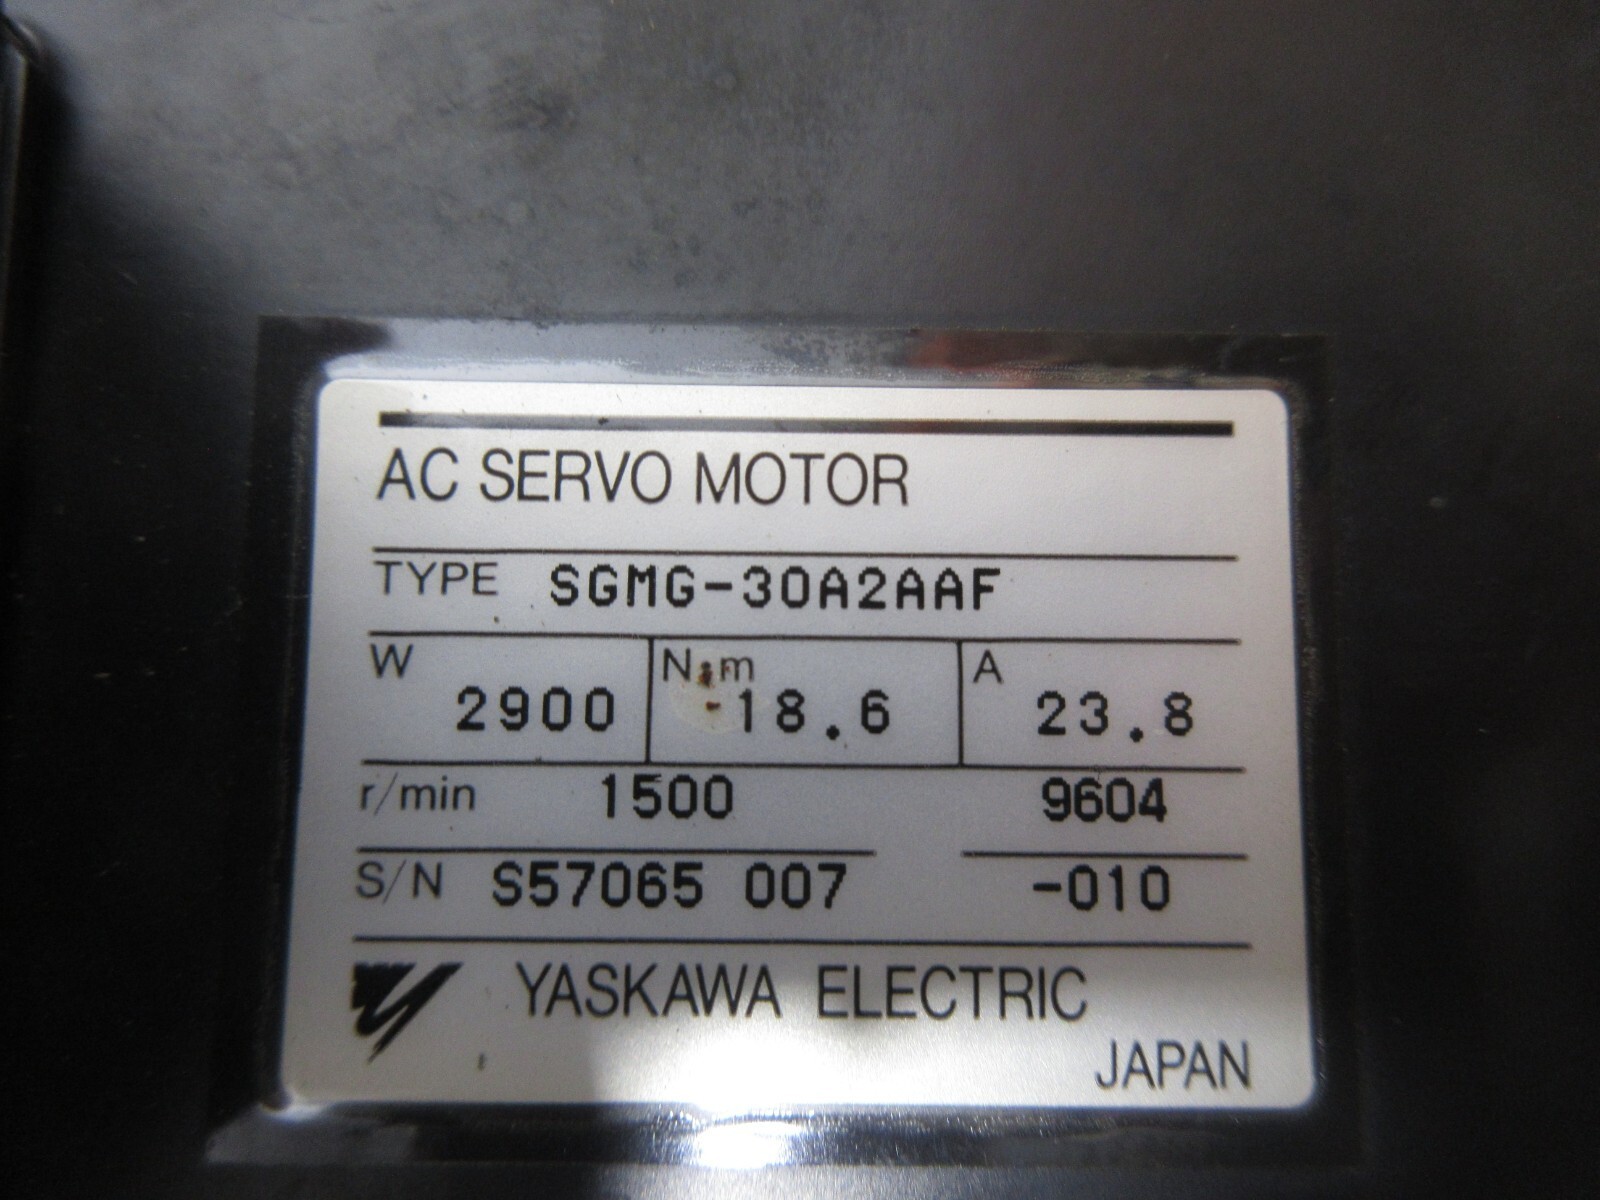 AC SERVO MOTOR
TYPE SGMG-30A2AAF
W 2900 N·m 18.6 A 23.8
r/min 1500 9604
S/N S57065 007 -010
YASKAWA ELECTRIC
JAPAN